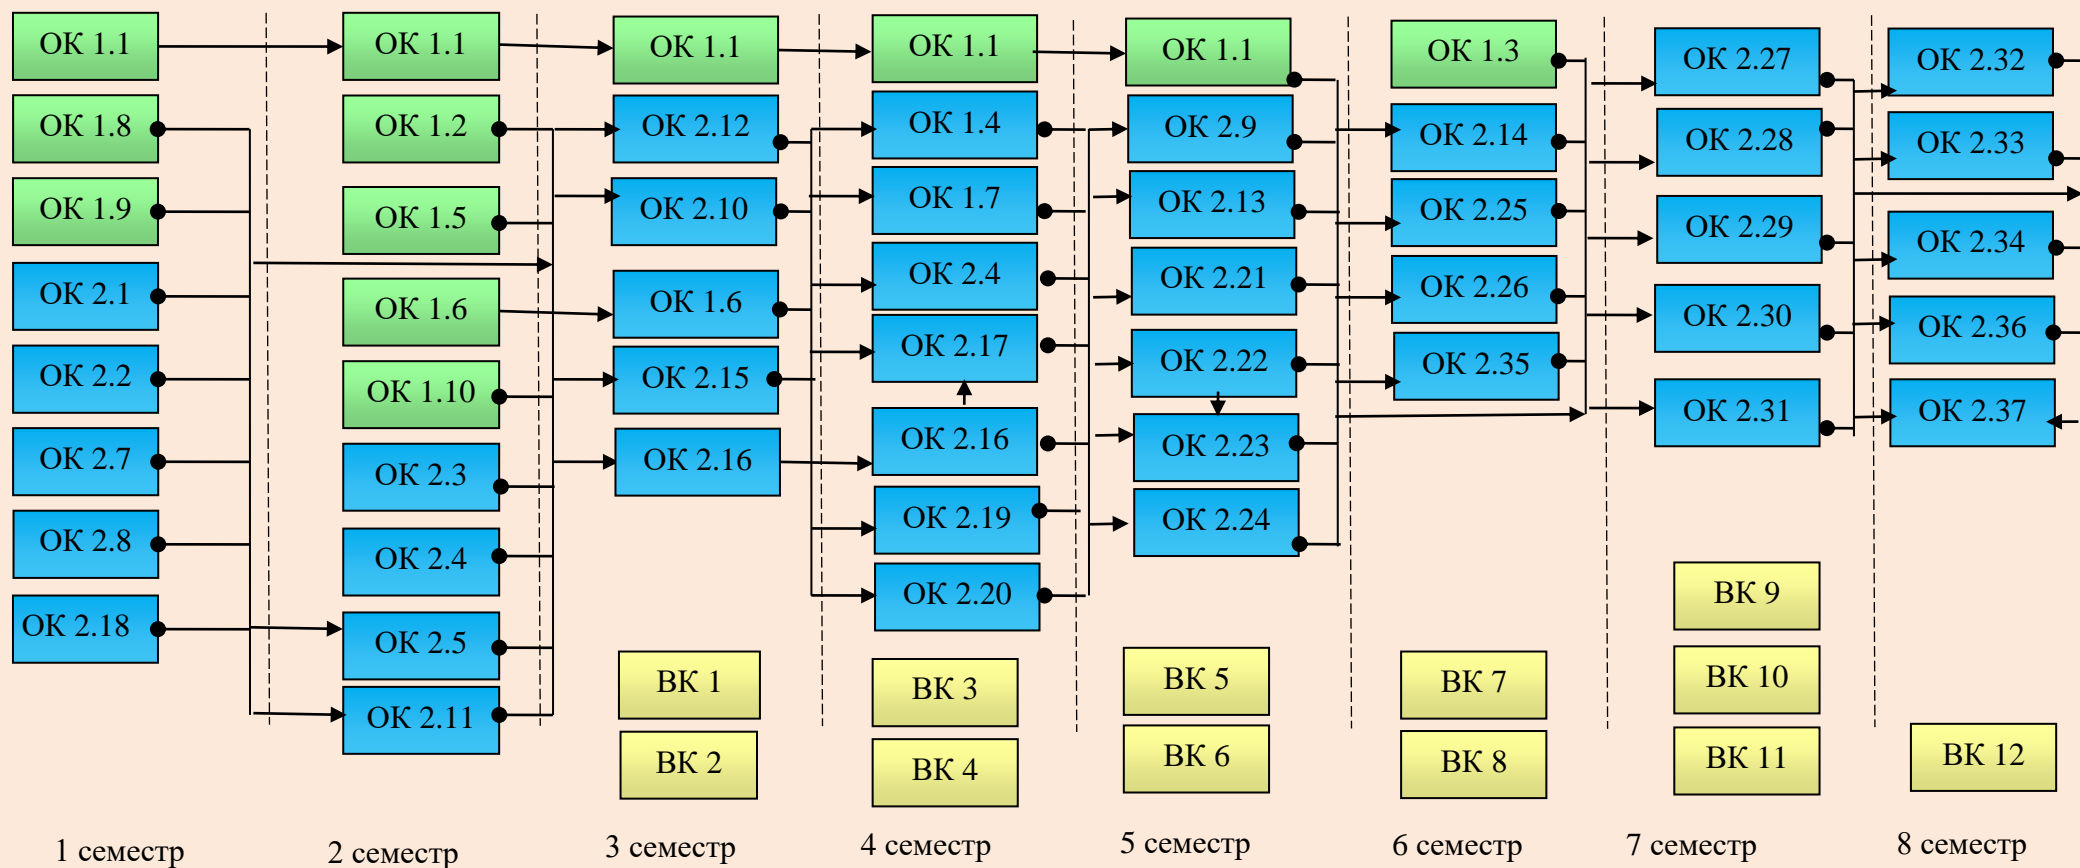 ОК 1.1
ОК 1.8
ОК 1.9
ОК 2.1
ОК 2.2
ОК 2.7
ОК 2.8
ОК 2.18
1 семестр
ОК 1.1
ОК 1.2
ОК 1.5
ОК 1.6
ОК 1.10
ОК 2.3
ОК 2.4
ОК 2.5
ОК 2.11
2 семестр
ОК 1.1
ОК 2.12
ОК 2.10
ОК 1.6
ОК 2.15
ОК 2.16
ВК 1
ВК 2
3 семестр
ОК 1.1
ОК 1.4
ОК 1.7
ОК 2.4
ОК 2.17
ОК 2.16
ОК 2.19
ОК 2.20
ВК 3
ВК 4
4 семестр
ОК 1.1
ОК 2.9
ОК 2.13
ОК 2.21
ОК 2.22
ОК 2.23
ОК 2.24
ВК 5
ВК 6
5 семестр
ОК 1.3
ОК 2.14
ОК 2.25
ОК 2.26
ОК 2.35
ВК 7
ВК 8
6 семестр
ОК 2.27
ОК 2.28
ОК 2.29
ОК 2.30
ОК 2.31
ВК 9
ВК 10
ВК 11
7 семестр
ОК 2.32
ОК 2.33
ОК 2.34
ОК 2.36
ОК 2.37
ВК 12
8 семестр